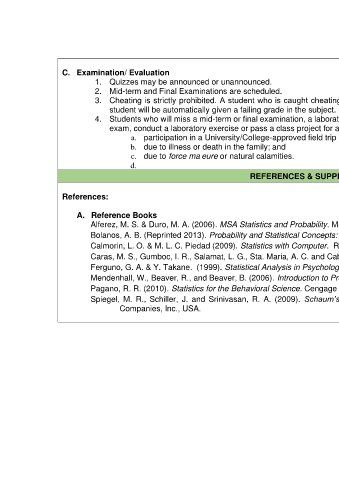 C. Examination/ Evaluation
1. Quizzes may be announced or unannounced.
2. Mid-term and Final Examinations are scheduled.
3. Cheating is strictly prohibited. A student who is caught cheating
student will be automatically given a failing grade in the subject.
4. Students who will miss a mid-term or final examination, a laborat
exam, conduct a laborary exercise or pass a class project for a
a. participation in a University/College-approved field trip
b. due to illness or death in the family; and
c. due to force ma eure or natural calamities.
d.
REFERENCES & SUPPL
References:
A. Reference Books
Alferez, M. S. & Duro, M. A. (2006). MSA Statistics and Probability. M
Bolanos, A. B. (Reprinted 2013). Probability and Statistical Concepts:
Calmorin, L. O. & M. L. C. Piedad (2009). Statistics with Computer. R
Caras, M. S., Gumboc, I. R., Salamat, L. G., Sta. Maria, A. C. and Cab
Ferguno, G. A. & Y. Takane. (1999). Statistical Analysis in Psycholog
Mendenhall, W., Beaver, R., and Beaver, B. (2006). Introduction to Pr
Pagano, R. R. (2010). Statistics for the Behavioral Science. Cengage
Spiegel, M. R., Schiller, J. and Srinivasan, R. A. (2009). Schaum's
Companies, Inc., USA.